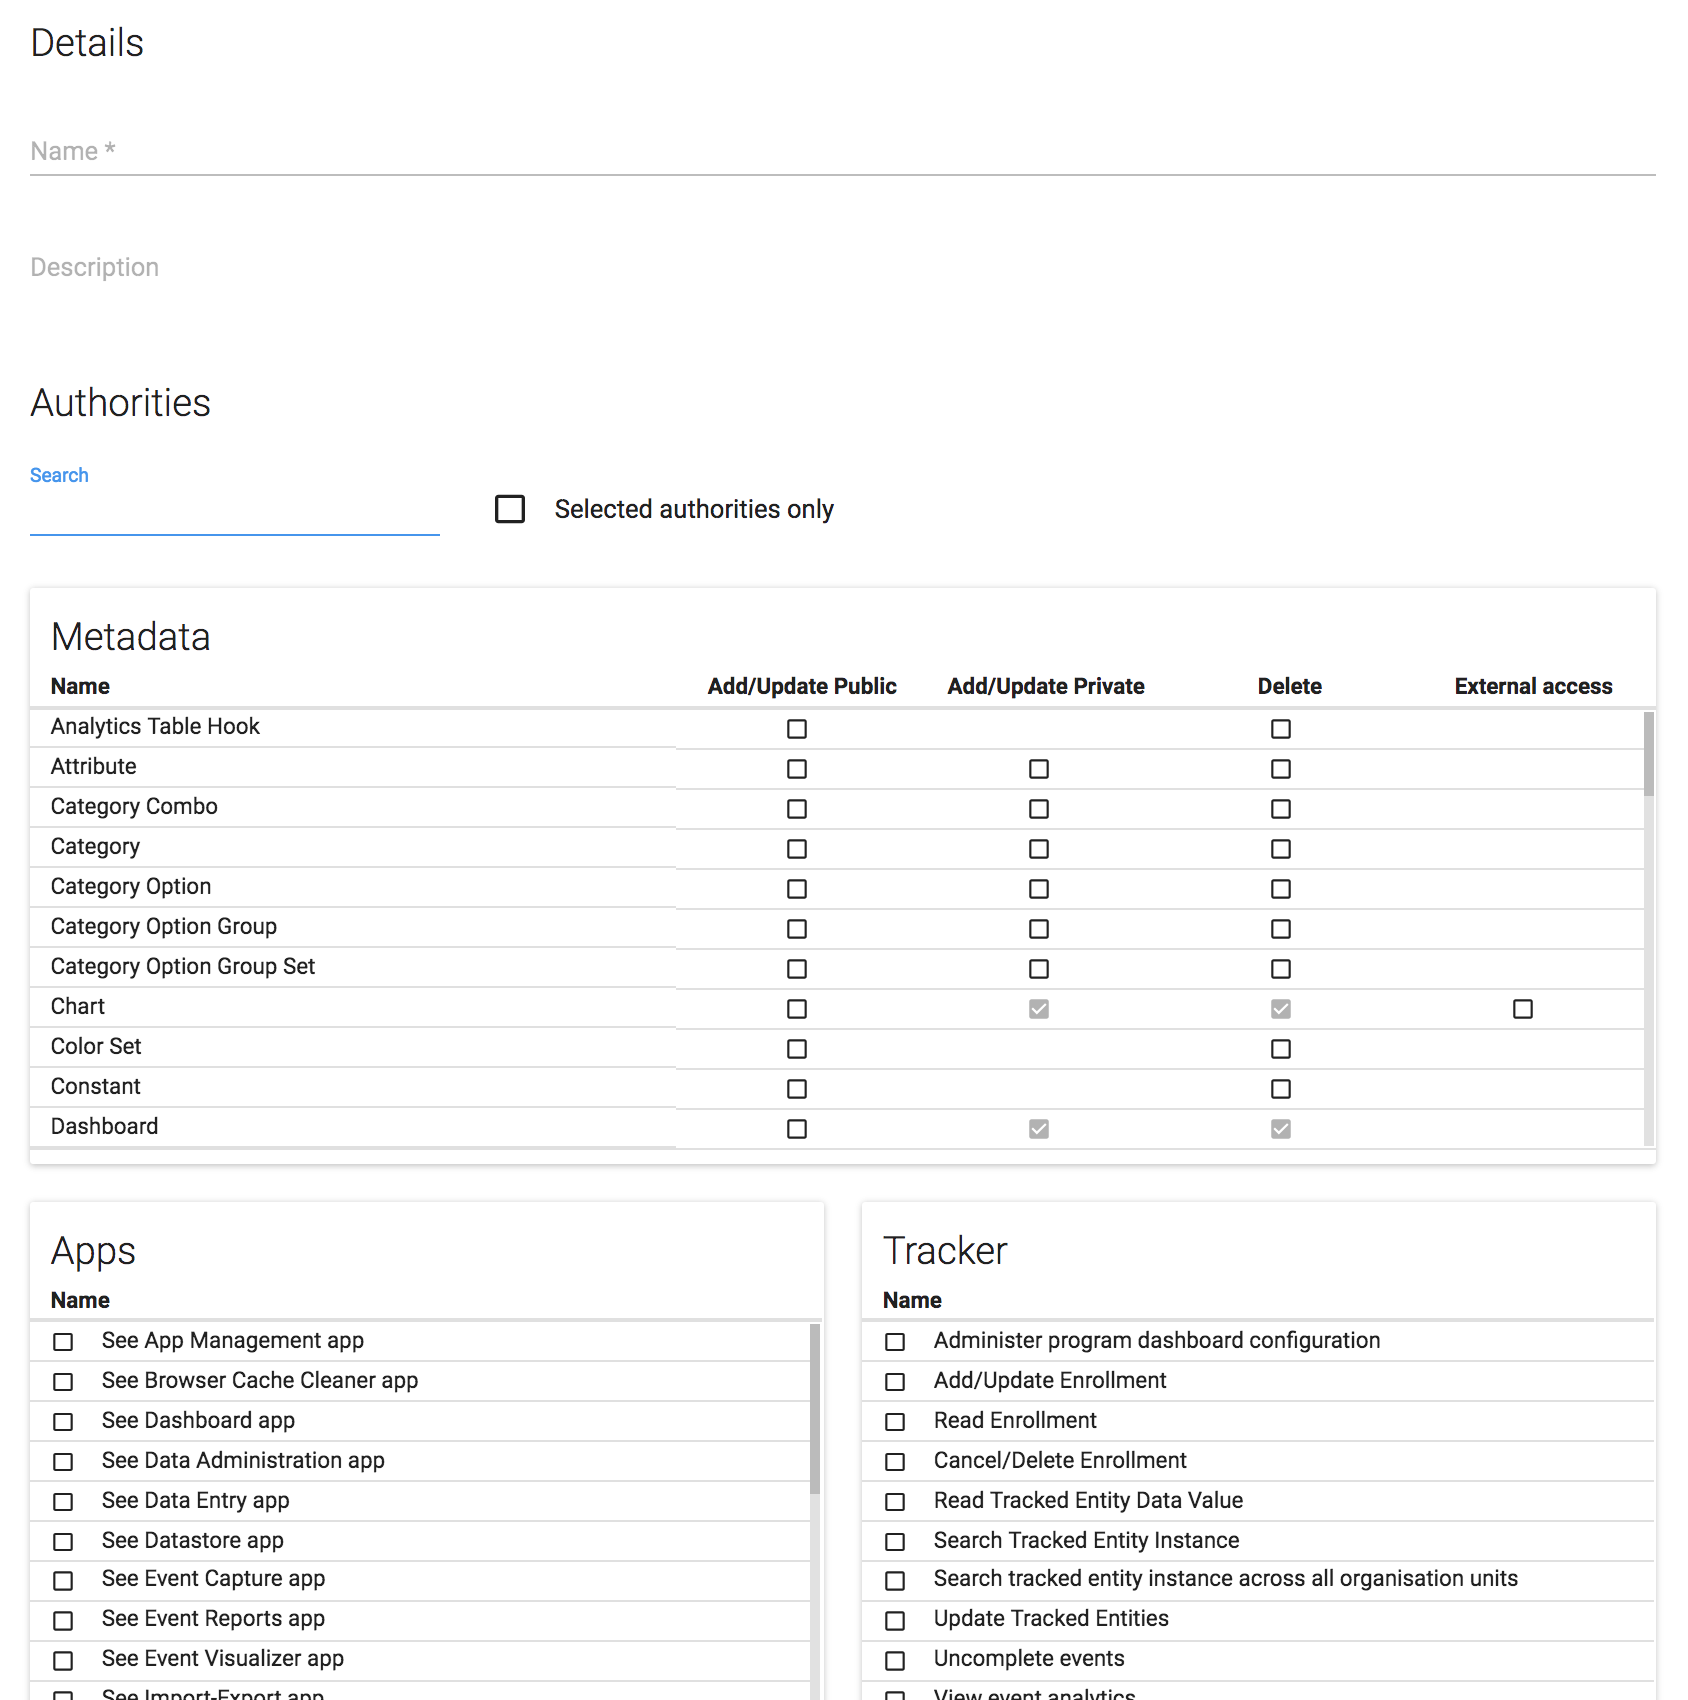 Details
Name *
Description
Authorities
Search
Selected authorities only
Metadata
Name Add/Update Public Add/Update Private Delete External access
Analytics Table Hook
Attribute
Category Combo
Category
Category Option
Category Option Group
Category Option Group Set
Chart
Color Set
Constant
Dashboard
Apps
Name
See App Management app
See Browser Cache Cleaner app
See Dashboard app
See Data Administration app
See Data Entry app
See Datastore app
See Event Capture app
See Event Reports app
See Event Visualizer app
See Import-Export app
Tracker
Name
Administer program dashboard configuration
Add/Update Enrollment
Read Enrollment
Cancel/Delete Enrollment
Read Tracked Entity Data Value
Search Tracked Entity Instance
Search tracked entity instance across all organisation units
Update Tracked Entities
Uncomplete events
View event analytics